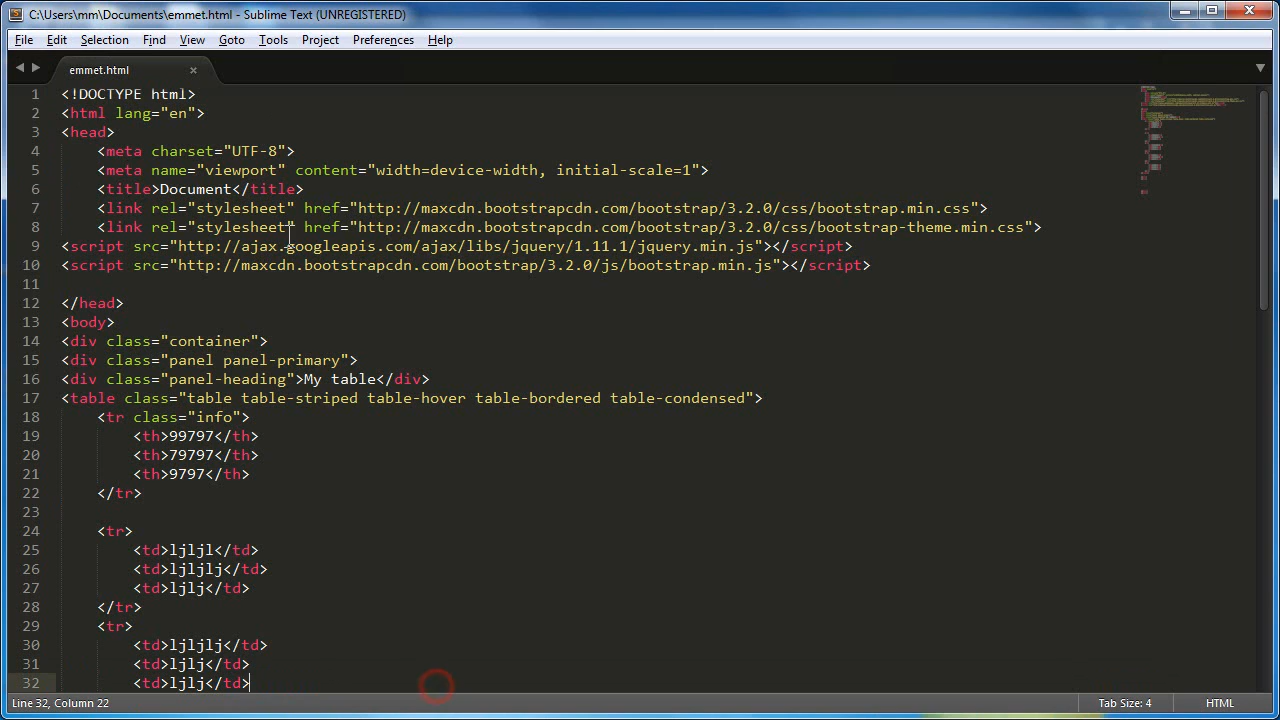 C:\Users\mm\Documents\emmet.html - Sublime Text (UNREGISTERED)
File Edit Selection Find View Goto Tools Project Preferences Help
emmet.html
1 <!DOCTYPE html>
2 <html lang="en">
3 <head>
4 <meta charset="UTF-8">
5 <meta name="viewport" content="width=device-width, initial-scale=1">
6 <title>Document</title>
7 <link rel="stylesheet" href="http://maxcdn.bootstrapcdn.com/bootstrap/3.2.0/css/bootstrap.min.css">
8 <link rel="stylesheet" href="http://maxcdn.bootstrapcdn.com/bootstrap/3.2.0/css/bootstrap-theme.min.css">
9 <script src="http://ajax.googleapis.com/ajax/libs/jquery/1.11.1/jquery.min.js"></script>
10 <script src="http://maxcdn.bootstrapcdn.com/bootstrap/3.2.0/js/bootstrap.min.js"></script>
11
12 </head>
13 <body>
14 <div class="container">
15 <div class="panel panel-primary">
16 <div class="panel-heading">My table</div>
17 <table class="table table-striped table-hover table-bordered table-condensed">
18 <tr class="info">
19 <th>99797</th>
20 <th>79797</th>
21 <th>9797</th>
22 </tr>
23
24 <tr>
25 <td>ljljl</td>
26 <td>ljljlj</td>
27 <td>ljlj</td>
28 </tr>
29 <tr>
30 <td>ljljlj</td>
31 <td>ljlj</td>
32 <td>ljlj</td>
Line 32, Column 22 Tab Size: 4 HTML